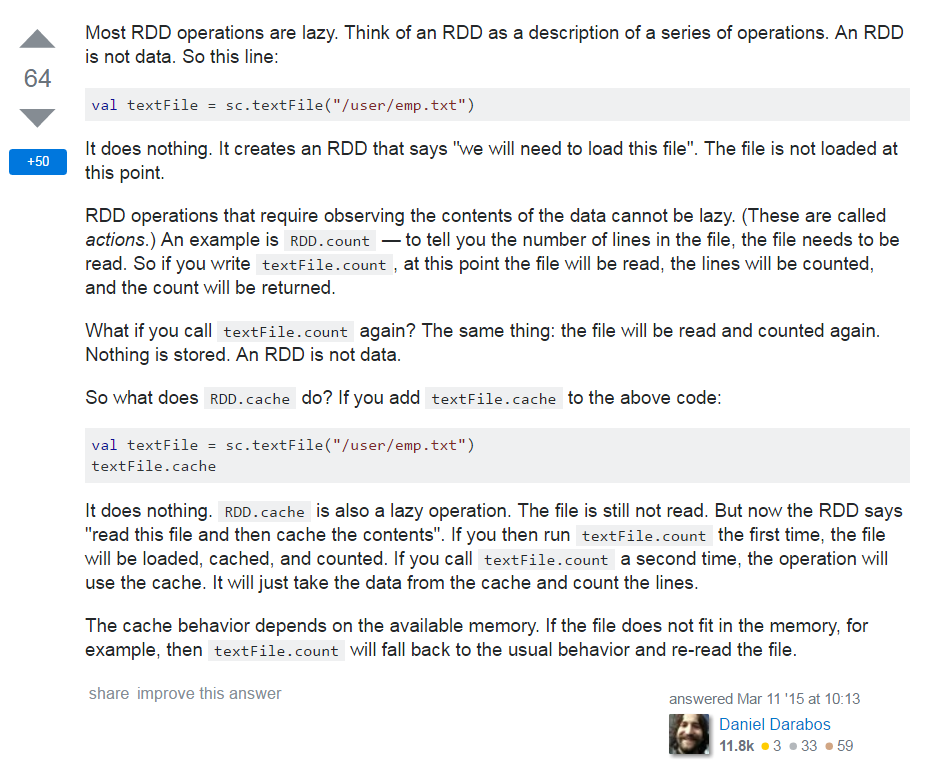 Most RDD operations are lazy. Think of an RDD as a description of a series of operations. An RDD
is not data. So this line:
64
val textFile = sc.textFile("/user/emp.txt")
+50
It does nothing. It creates an RDD that says "we will need to load this file". The file is not loaded at
this point.
RDD operations that require observing the contents of the data cannot be lazy. (These are called
actions.) An example is RDD.count — to tell you the number of lines in the file, the file needs to be
read. So if you write textFile.count , at this point the file will be read, the lines will be counted,
and the count will be returned.
What if you call textFile.count again? The same thing: the file will be read and counted again.
Nothing is stored. An RDD is not data.
So what does RDD.cache do? If you add textFile.cache to the above code:
val textFile = sc.textFile("/user/emp.txt")
textFile.cache
It does nothing. RDD.cache is also a lazy operation. The file is still not read. But now the RDD says
"read this file and then cache the contents". If you then run textFile.count the first time, the file
will be loaded, cached, and counted. If you call textFile.count a second time, the operation will
use the cache. It will just take the data from the cache and count the lines.
The cache behavior depends on the available memory. If the file does not fit in the memory, for
example, then textFile.count will fall back to the usual behavior and re-read the file.
share improve this answer
answered Mar 11 '15 at 10:13
Daniel Darabos
11.8k ● 3 ● 33 ● 59